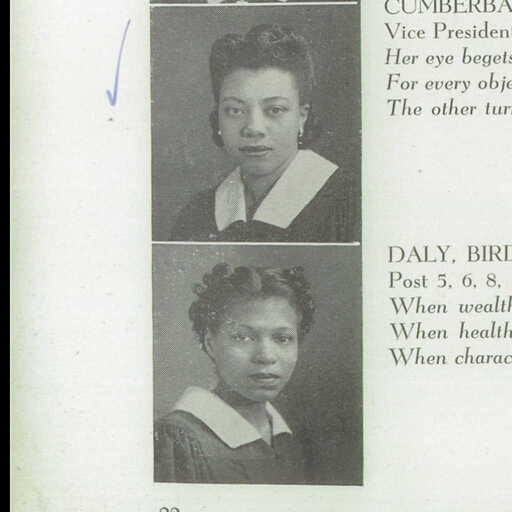 CUMBERBA
Vice President
Her eye begets
For every obje
The other tur
DALY, BIRD
Post 5, 6, 8,
When wealth
When health
When charac
22